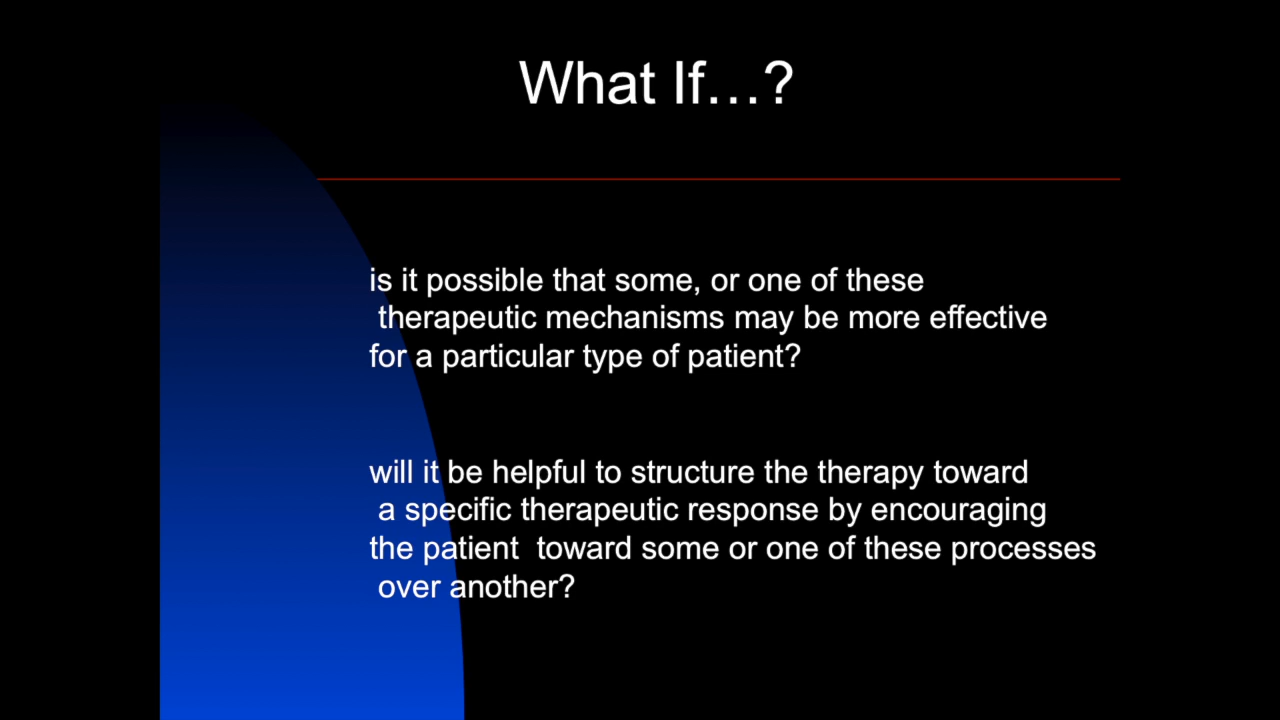 What If…?
is it possible that some, or one of these
therapeutic mechanisms may be more effective
for a particular type of patient?
will it be helpful to structure the therapy toward
a specific therapeutic response by encouraging
the patient  toward some or one of these processes
over another?